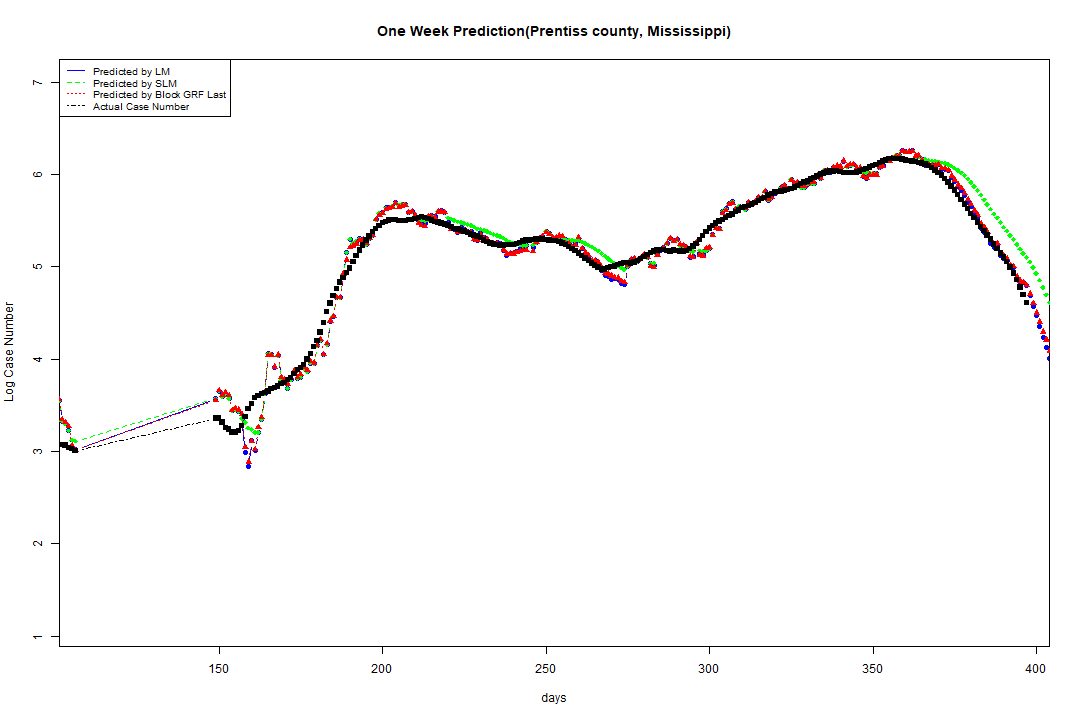 One Week Prediction(Prentiss county, Mississippi)
Predicted by LM
Predicted by SLM
Predicted by Block GRF Last
Actual Case Number
7
6
5
4
3
2
1
Log Case Number
150 200 250 300 350 400
days